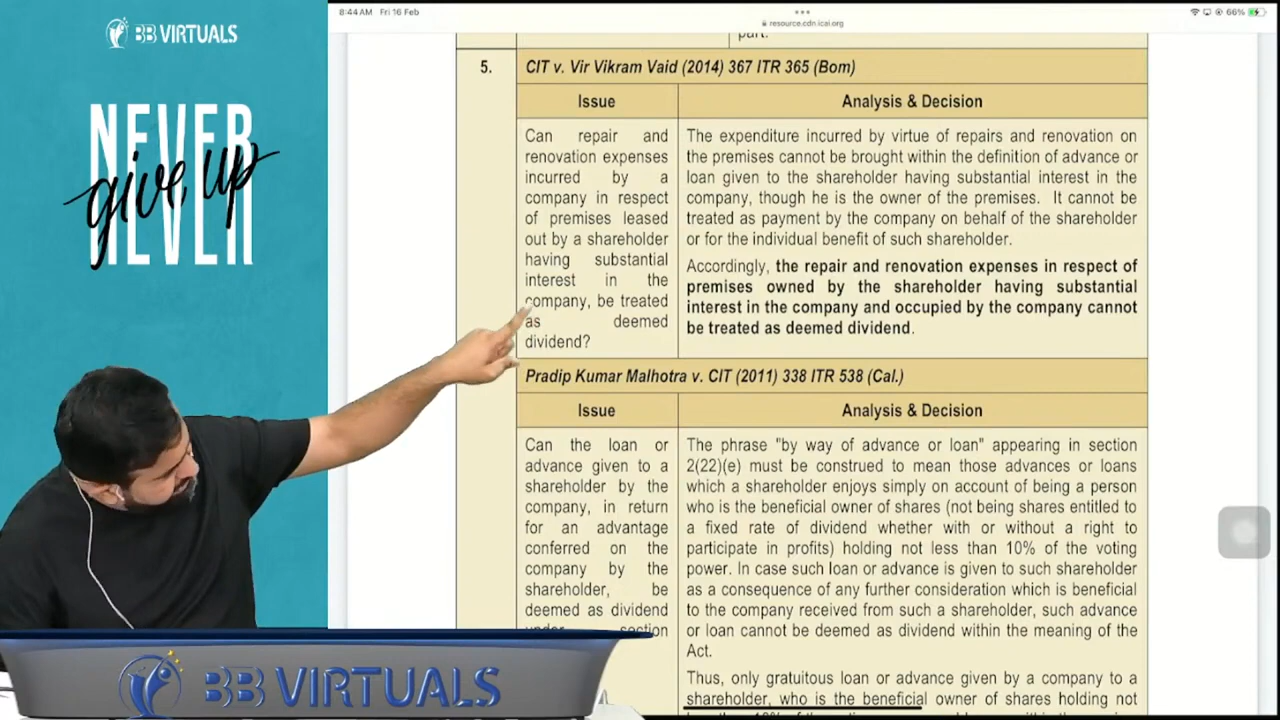 8:44 AM Fri 16 Feb
66%
resource.cdn.icai.org
BB VIRTUALS
NEVER
give up
NEVER
part.
5.
CIT v. Vir Vikram Vaid (2014) 367 ITR 365 (Bom)
Issue
Analysis & Decision
Can repair and
renovation expenses
incurred by a
company in respect
of premises leased
out by a shareholder
having substantial
interest in the
company, be treated
as deemed
dividend?
The expenditure incurred by virtue of repairs and renovation on
the premises cannot be brought within the definition of advance or
loan given to the shareholder having substantial interest in the
company, though he is the owner of the premises. It cannot be
treated as payment by the company on behalf of the shareholder
or for the individual benefit of such shareholder.
Accordingly, the repair and renovation expenses in respect of
premises owned by the shareholder having substantial
interest in the company and occupied by the company cannot
be treated as deemed dividend.
Pradip Kumar Malhotra v. CIT (2011) 338 ITR 538 (Cal.)
Issue
Analysis & Decision
Can the loan or
advance given to a
shareholder by the
company, in return
for an advantage
conferred on the
company by the
shareholder, be
deemed as dividend
under section
The phrase "by way of advance or loan" appearing in section
2(22)(e) must be construed to mean those advances or loans
which a shareholder enjoys simply on account of being a person
who is the beneficial owner of shares (not being shares entitled to
a fixed rate of dividend whether with or without a right to
participate in profits) holding not less than 10% of the voting
power. In case such loan or advance is given to such shareholder
as a consequence of any further consideration which is beneficial
to the company received from such a shareholder, such advance
or loan cannot be deemed as dividend within the meaning of the
Act.
Thus, only gratuitous loan or advance given by a company to a
shareholder, who is the beneficial owner of shares holding not
BB VIRTUALS